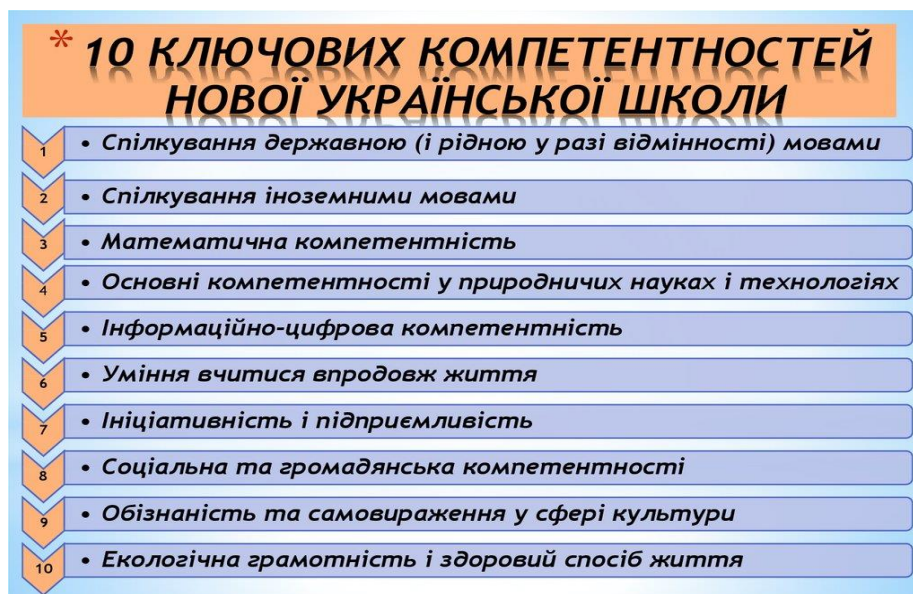 * 10 КЛЮЧОВИХ КОМПЕТЕНТНОСТЕЙ
НОВОЇ УКРАЇНСЬКОЇ ШКОЛИ
1 • Спілкування державною (і рідною у разі відмінності) мовами
2 • Спілкування іноземними мовами
3 • Математична компетентність
4 • Основні компетентності у природничих науках і технологіях
5 • Інформаційно-цифрова компетентність
6 • Уміння вчитися впродовж життя
7 • Ініціативність і підприємливість
8 • Соціальна та громадянська компетентності
9 • Обізнаність та самовираження у сфері культури
10 • Екологічна грамотність і здоровий спосіб життя